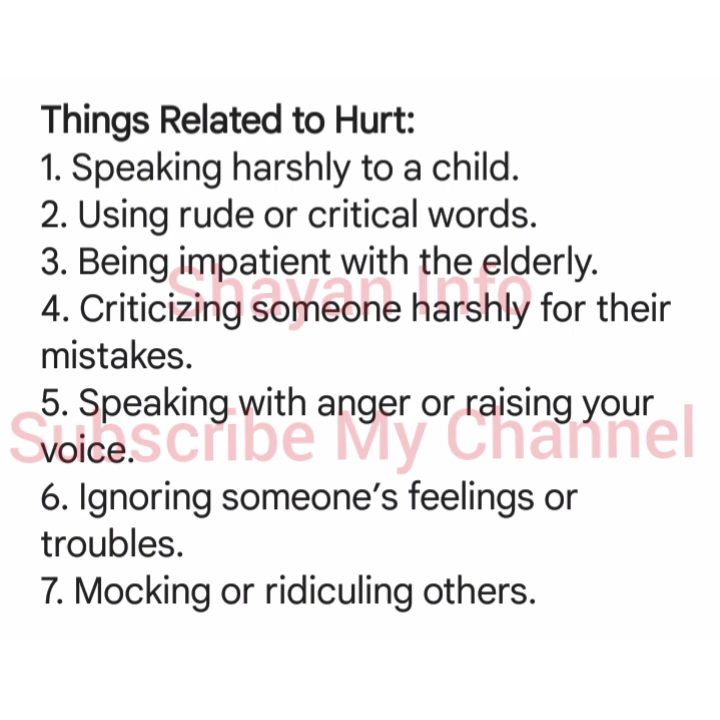 Things Related to Hurt:
1. Speaking harshly to a child.
2. Using rude or critical words.
3. Being impatient with the elderly.
Shayan Info
4. Criticizing someone harshly for their
mistakes.
5. Speaking with anger or raising your
Subscribe My Channel
voice.
6. Ignoring someone’s feelings or
troubles.
7. Mocking or ridiculing others.